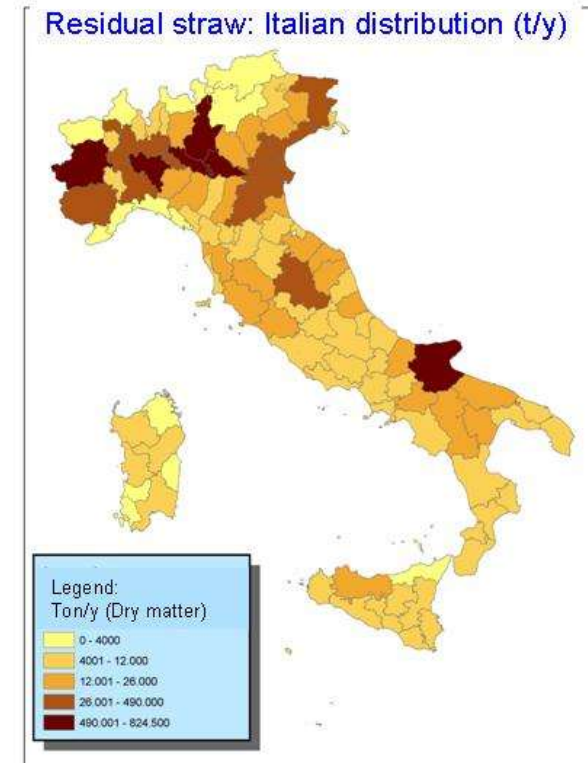 Residual straw: Italian distribution (t/y)
Legend:
Ton/y (Dry matter)
0 - 4000
4001 - 12.000
12.001 - 26.000
26.001 - 490.000
490.001 - 824.500